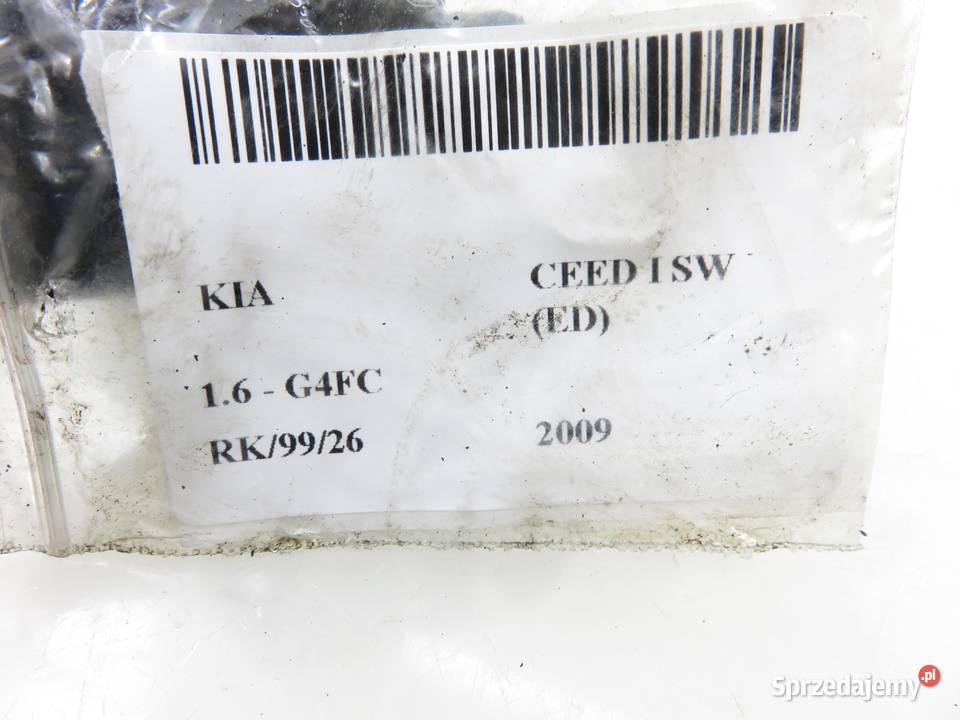 KIA
CEED I SW
(ED)
1.6 - G4FC
RK/99/26
2009
Sprzedajemy.pl